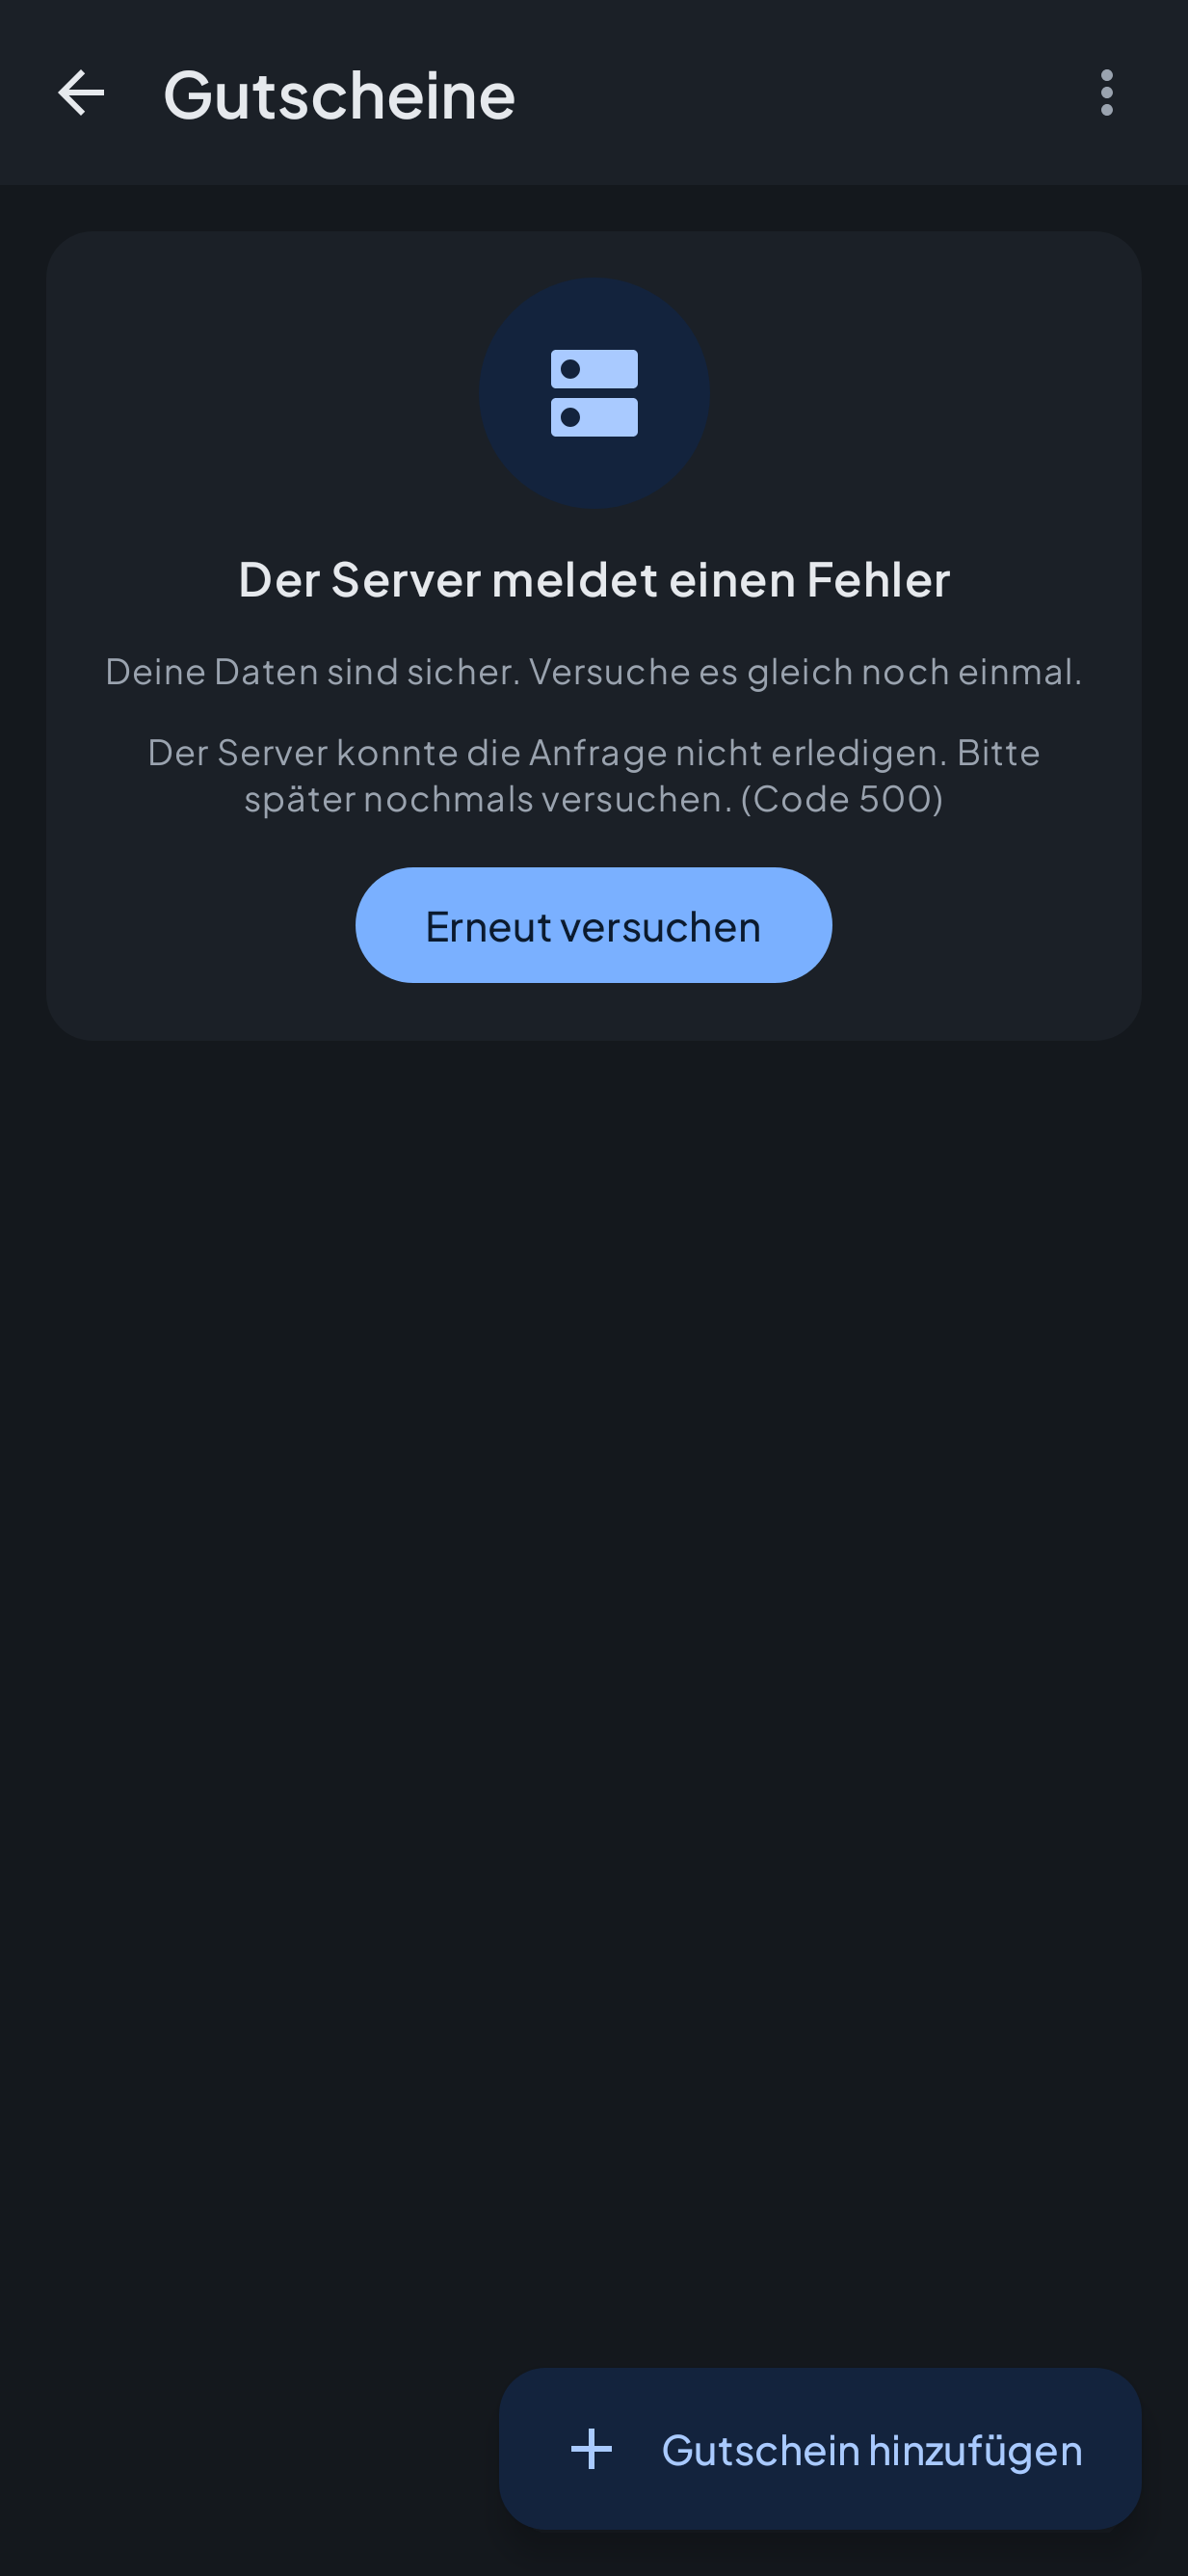 Gutscheine
Der Server meldet einen Fehler
Deine Daten sind sicher. Versuche es gleich noch einmal.
Der Server konnte die Anfrage nicht erledigen. Bitte
später nochmals versuchen. (Code 500)
Erneut versuchen
Gutschein hinzufügen